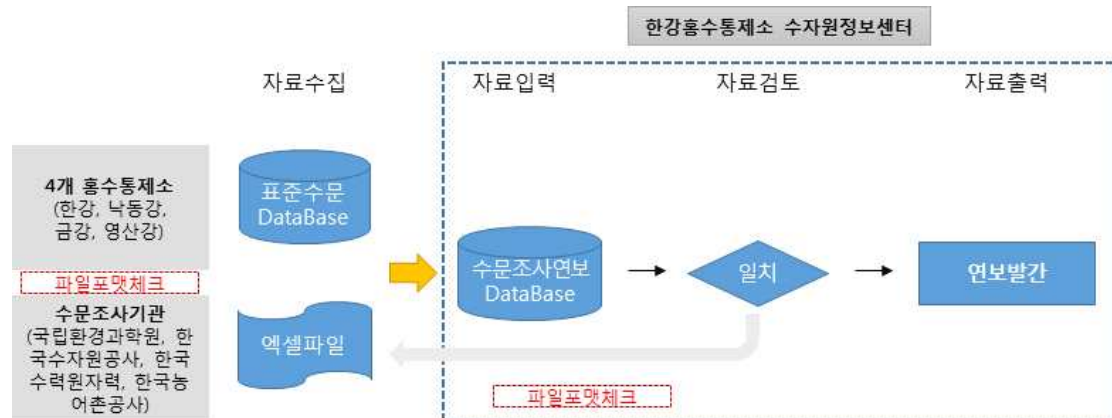 한강홍수통제소 수자원정보센터
자료수집
자료입력
자료검토
자료출력
4개 홍수통제소
(한강, 낙동강,
금강, 영산강)
표준수문
DataBase
파일포맷체크
수문조사연보
DataBase
일치
연보발간
수문조사기관
(국립환경과학원, 한
국수자원공사, 한국
수력원자력, 한국농
어촌공사)
엑셀파일
파일포맷체크